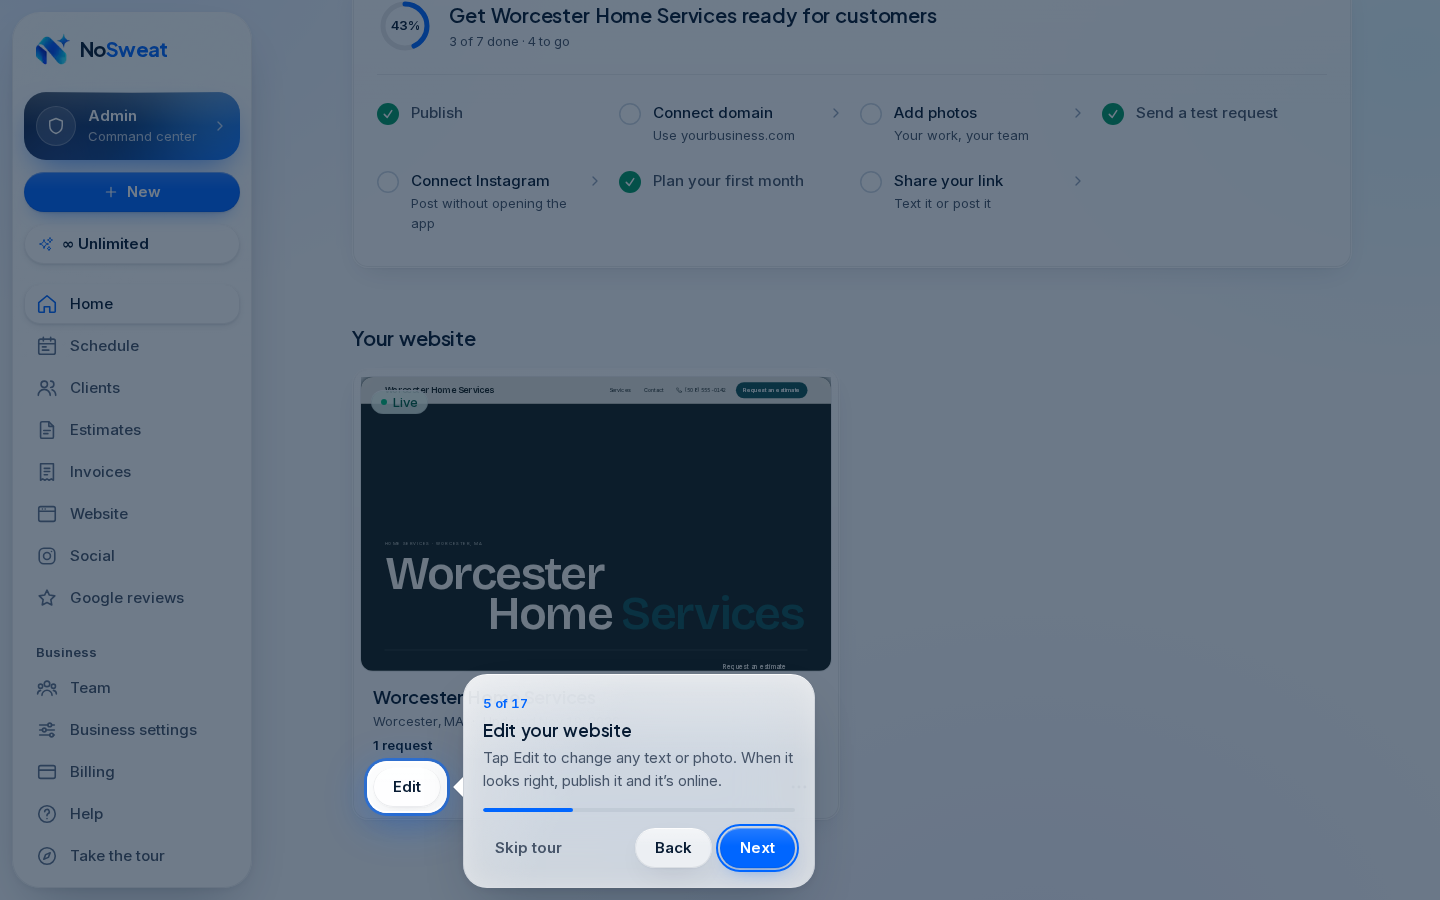 NoSweat
Admin
Command center
New
∞ Unlimited
Home
Schedule
Clients
Estimates
Invoices
Website
Social
Google reviews
Business
Team
Business settings
Billing
Help
Take the tour
43%
Get Worcester Home Services ready for customers
3 of 7 done · 4 to go
Publish
Connect domain
Use yourbusiness.com
Add photos
Your work, your team
Send a test request
Connect Instagram
Post without opening the
app
Plan your first month
Share your link
Text it or post it
Your website
Worcester Home Services
Services
Contact
Request an estimate
Live
HOME SERVICES · WORCESTER, MA
Worcester
Home Services
Request an estimate
Worcester Home Services
Worcester, MA
1 request
Edit
5 of 17
Edit your website
Tap Edit to change any text or photo. When it
looks right, publish it and it’s online.
Skip tour
Back
Next